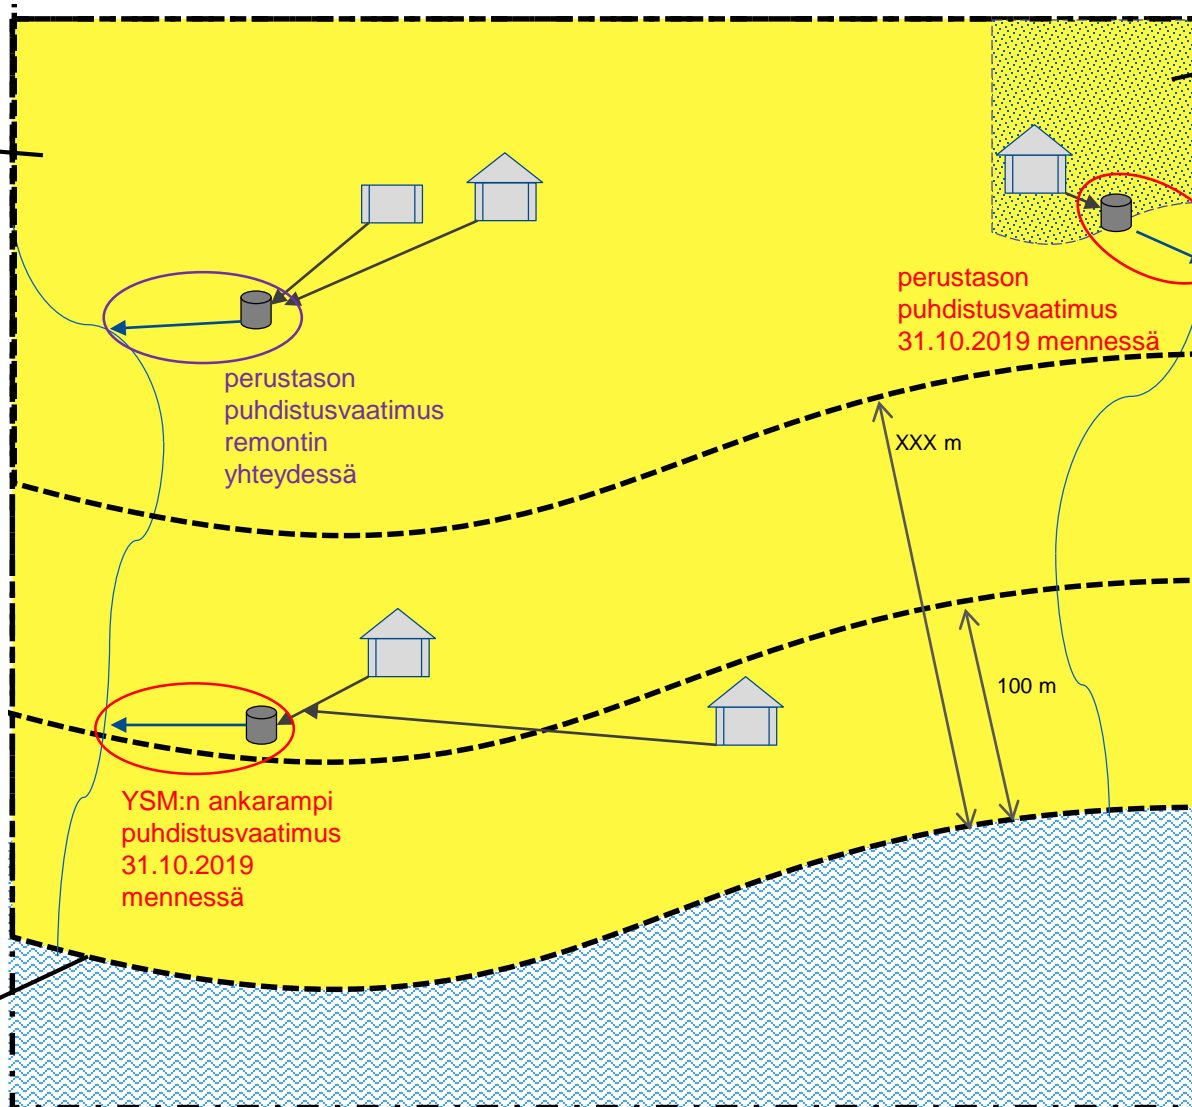 perustason
puhdistusvaatimus
31.10.2019 mennessä
perustason
puhdistusvaatimus
remontin
yhteydessä
XXX m
100 m
YSM:n ankarampi
puhdistusvaatimus
31.10.2019
mennessä